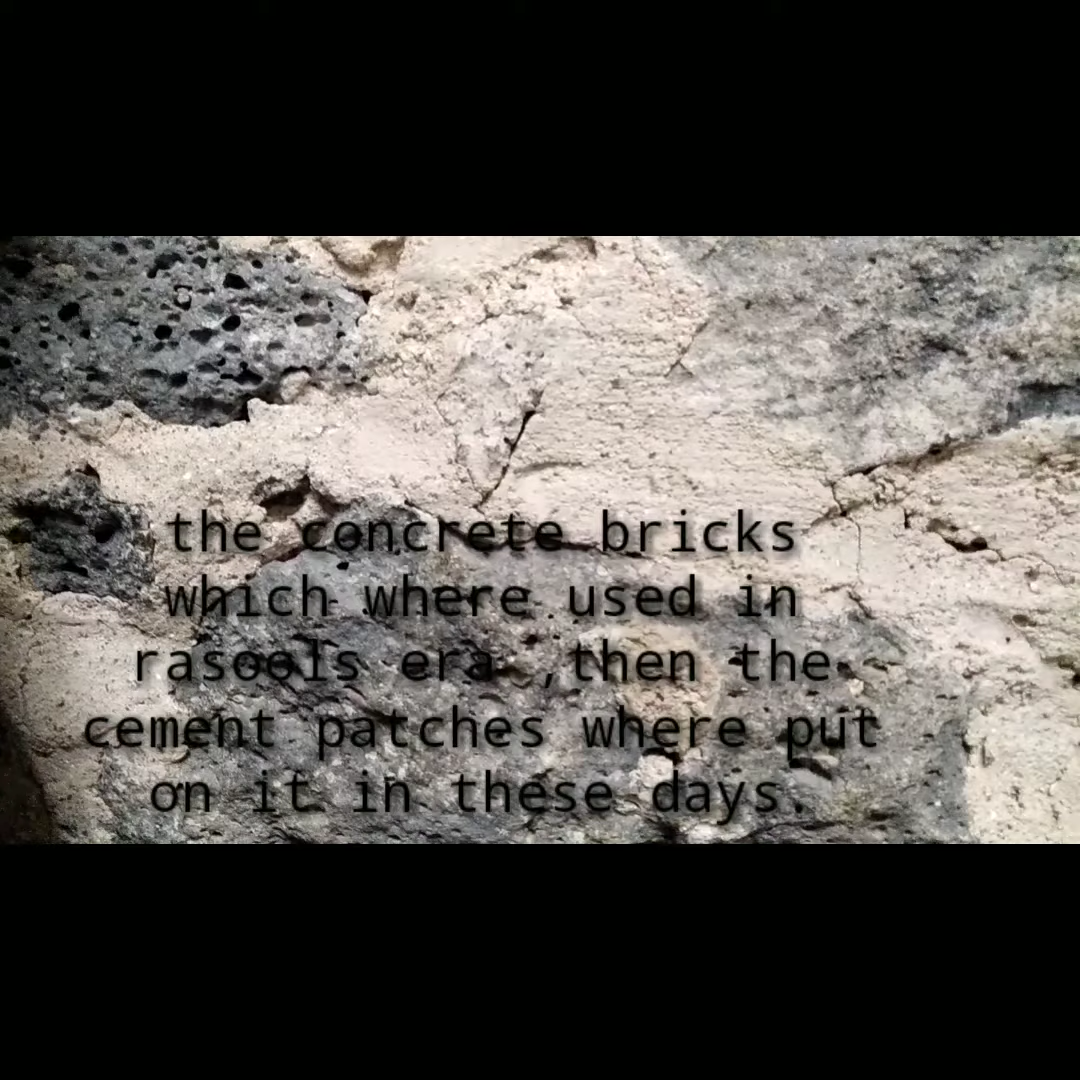 the concrete bricks
which where used in
rasools era ,then the
cement patches where put
on it in these days.